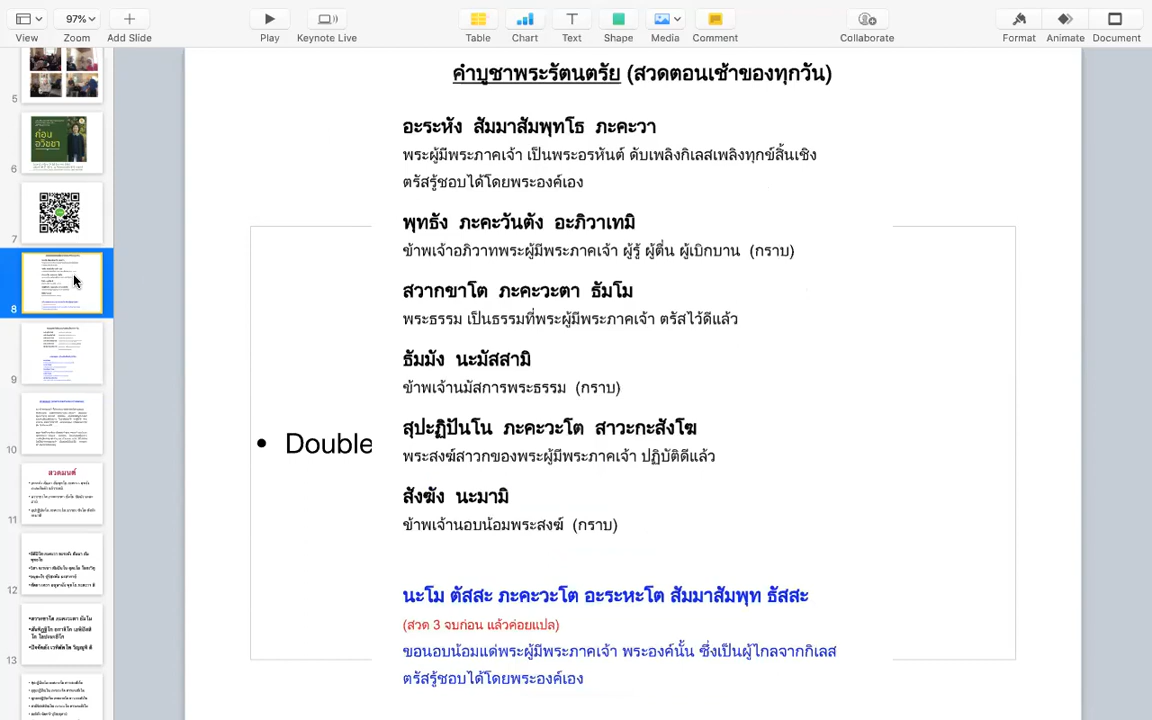 View
97%
Zoom
Add Slide
Play
Keynote Live
Table
Chart
Text
Shape
Media
Comment
Collaborate
Format
Animate
Document
5
6
ก่อน
อวิชชา
7
8
9
10
11
สวดมนต์
12
13
คำบูชาพระรัตนตรัย (สวดตอนเช้าของทุกวัน)
อะระหัง สัมมาสัมพุทโธ ภะคะวา
พระผู้มีพระภาคเจ้า เป็นพระอรหันต์ ดับเพลิงกิเลสเพลิงทุกข์สิ้นเชิง
ตรัสรู้ชอบได้โดยพระองค์เอง
พุทธัง ภะคะวันตัง อะภิวาเทมิ
ข้าพเจ้าอภิวาทพระผู้มีพระภาคเจ้า ผู้รู้ ผู้ตื่น ผู้เบิกบาน (กราบ)
สวากขาโต ภะคะวะตา ธัมโม
พระธรรม เป็นธรรมที่พระผู้มีพระภาคเจ้า ตรัสไว้ดีแล้ว
ธัมมัง นะมัสสามิ
ข้าพเจ้านมัสการพระธรรม (กราบ)
สุปะฏิปันโน ภะคะวะโต สาวะกะสังโฆ
• Double
พระสงฆ์สาวกของพระผู้มีพระภาคเจ้า ปฏิบัติดีแล้ว
สังฆัง นะมามิ
ข้าพเจ้านอบน้อมพระสงฆ์ (กราบ)
นะโม ตัสสะ ภะคะวะโต อะระหะโต สัมมาสัมพุท ธัสสะ
(สวด 3 จบก่อน แล้วค่อยแปล)
ขอนอบน้อมแด่พระผู้มีพระภาคเจ้า พระองค์นั้น ซึ่งเป็นผู้ไกลจากกิเลส
ตรัสรู้ชอบได้โดยพระองค์เอง